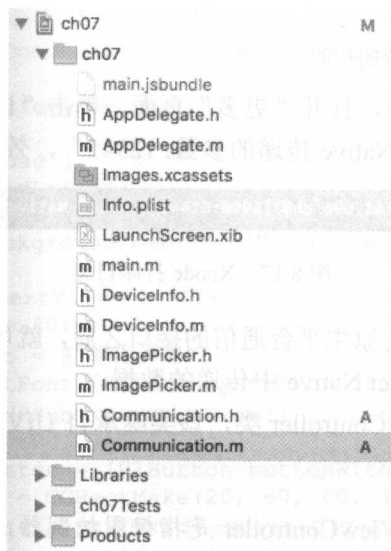 ch07 M
ch07
main.jsbundle
h AppDelegate.h
m AppDelegate.m
Images.xcassets
Info.plist
LaunchScreen.xib
m main.m
h DeviceInfo.h
m DeviceInfo.m
h ImagePicker.h
m ImagePicker.m
h Communication.h A
m Communication.m A
Libraries
ch07Tests
Products